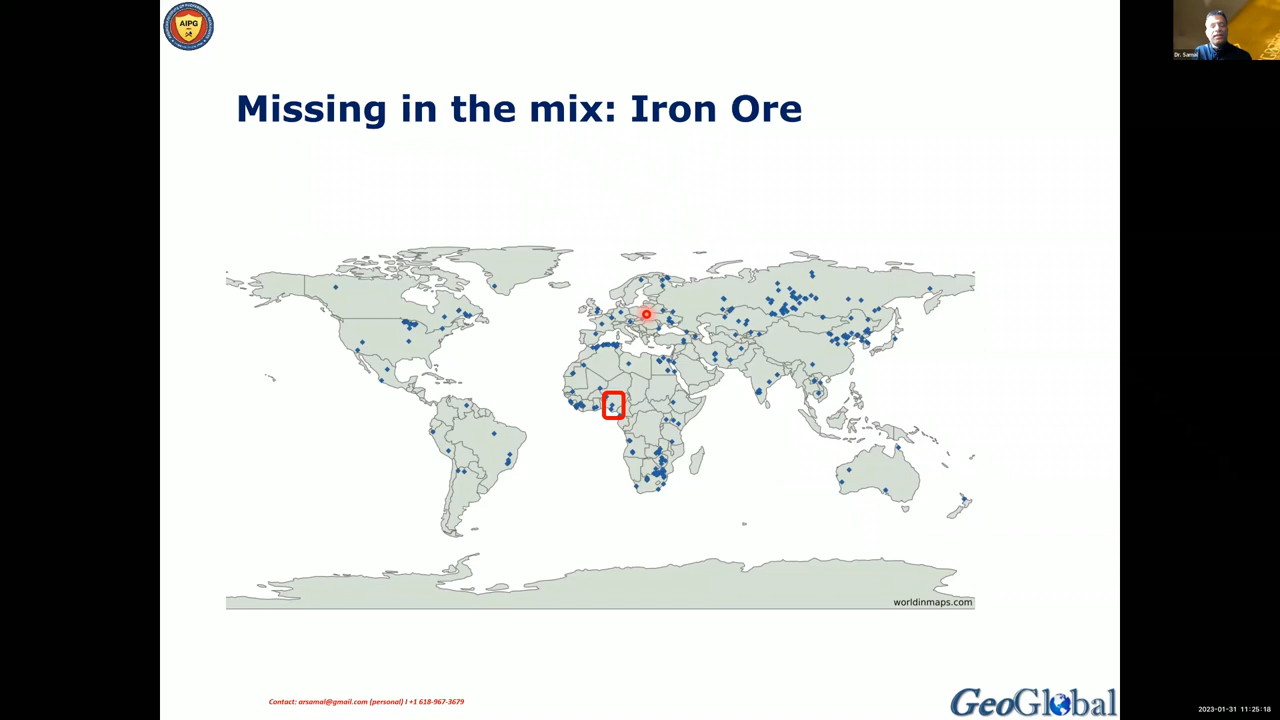 AIPG
Dr. Samal
Missing in the mix: Iron Ore
worldinmaps.com
Contact: arsamal@gmail.com (personal) I +1 618-967-3679
GeoGlobal
2023-01-31 11:25:18